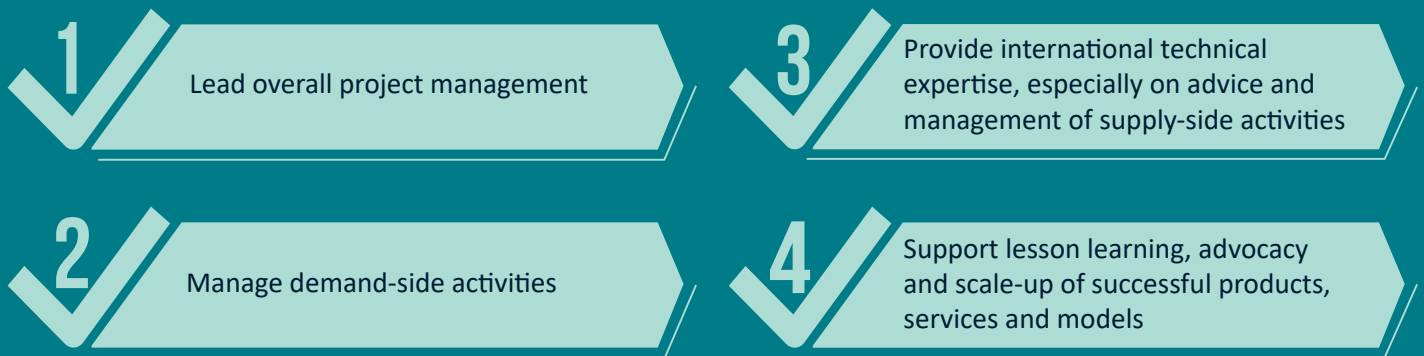 1
Lead overall project management
2
Manage demand-side activities
3
Provide international technical
expertise, especially on advice and
management of supply-side activities
4
Support lesson learning, advocacy
and scale-up of successful products,
services and models